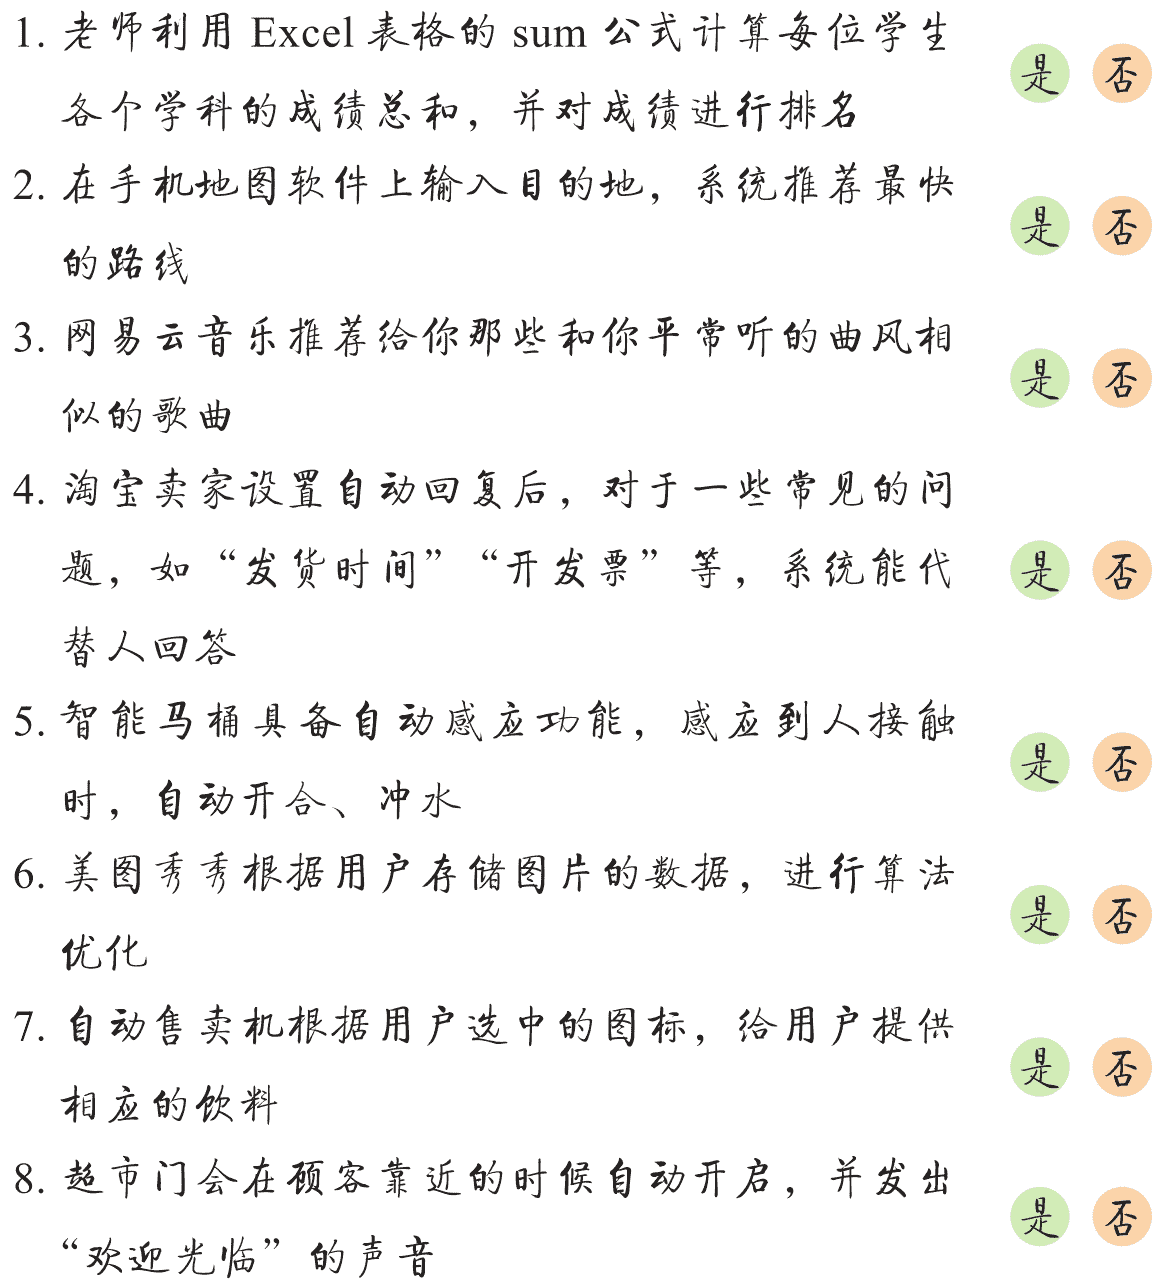 1. 老师利用 Excel 表格的 sum 公式计算每位学生
各个学科的成绩总和，并对成绩进行排名
是 否
2. 在手机地图软件上输入目的地，系统推荐最快
的路线
是 否
3. 网易云音乐推荐给你那些和你平常听的曲风相
似的歌曲
是 否
4. 淘宝卖家设置自动回复后，对于一些常见的问
题，如“发货时间”“开发票”等，系统能代
是 否
替人回答
5. 智能马桶具备自动感应功能，感应到人接触
时，自动开合、冲水
是 否
6. 美图秀秀根据用户存储图片的数据，进行算法
优化
是 否
7. 自动售卖机根据用户选中的图标，给用户提供
相应的饮料
是 否
8. 超市门会在顾客靠近的时候自动开启，并发出
“欢迎光临”的声音
是 否